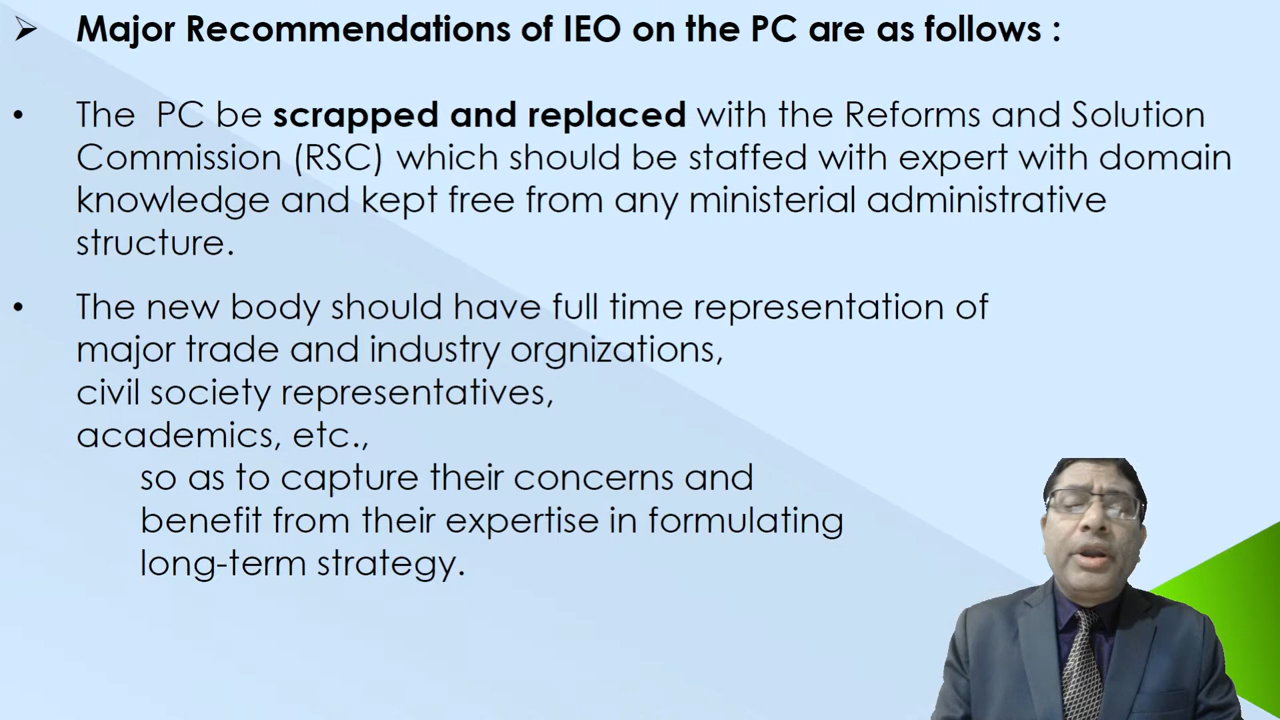 ➢ Major Recommendations of IEO on the PC are as follows :
• The PC be scrapped and replaced with the Reforms and Solution
Commission (RSC) which should be staffed with expert with domain
knowledge and kept free from any ministerial administrative
structure.
• The new body should have full time representation of
major trade and industry orgnizations,
civil society representatives,
academics, etc.,
so as to capture their concerns and
benefit from their expertise in formulating
long-term strategy.